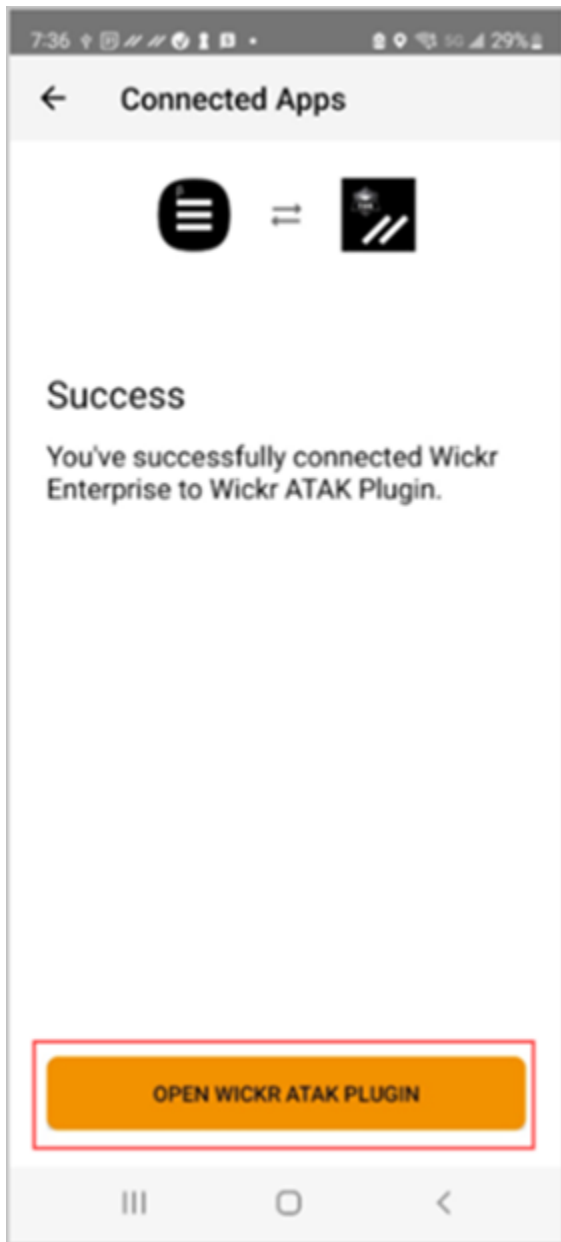 7:36 5G 29%
Connected Apps
Success
You've successfully connected Wickr
Enterprise to Wickr ATAK Plugin.
OPEN WICKR ATAK PLUGIN